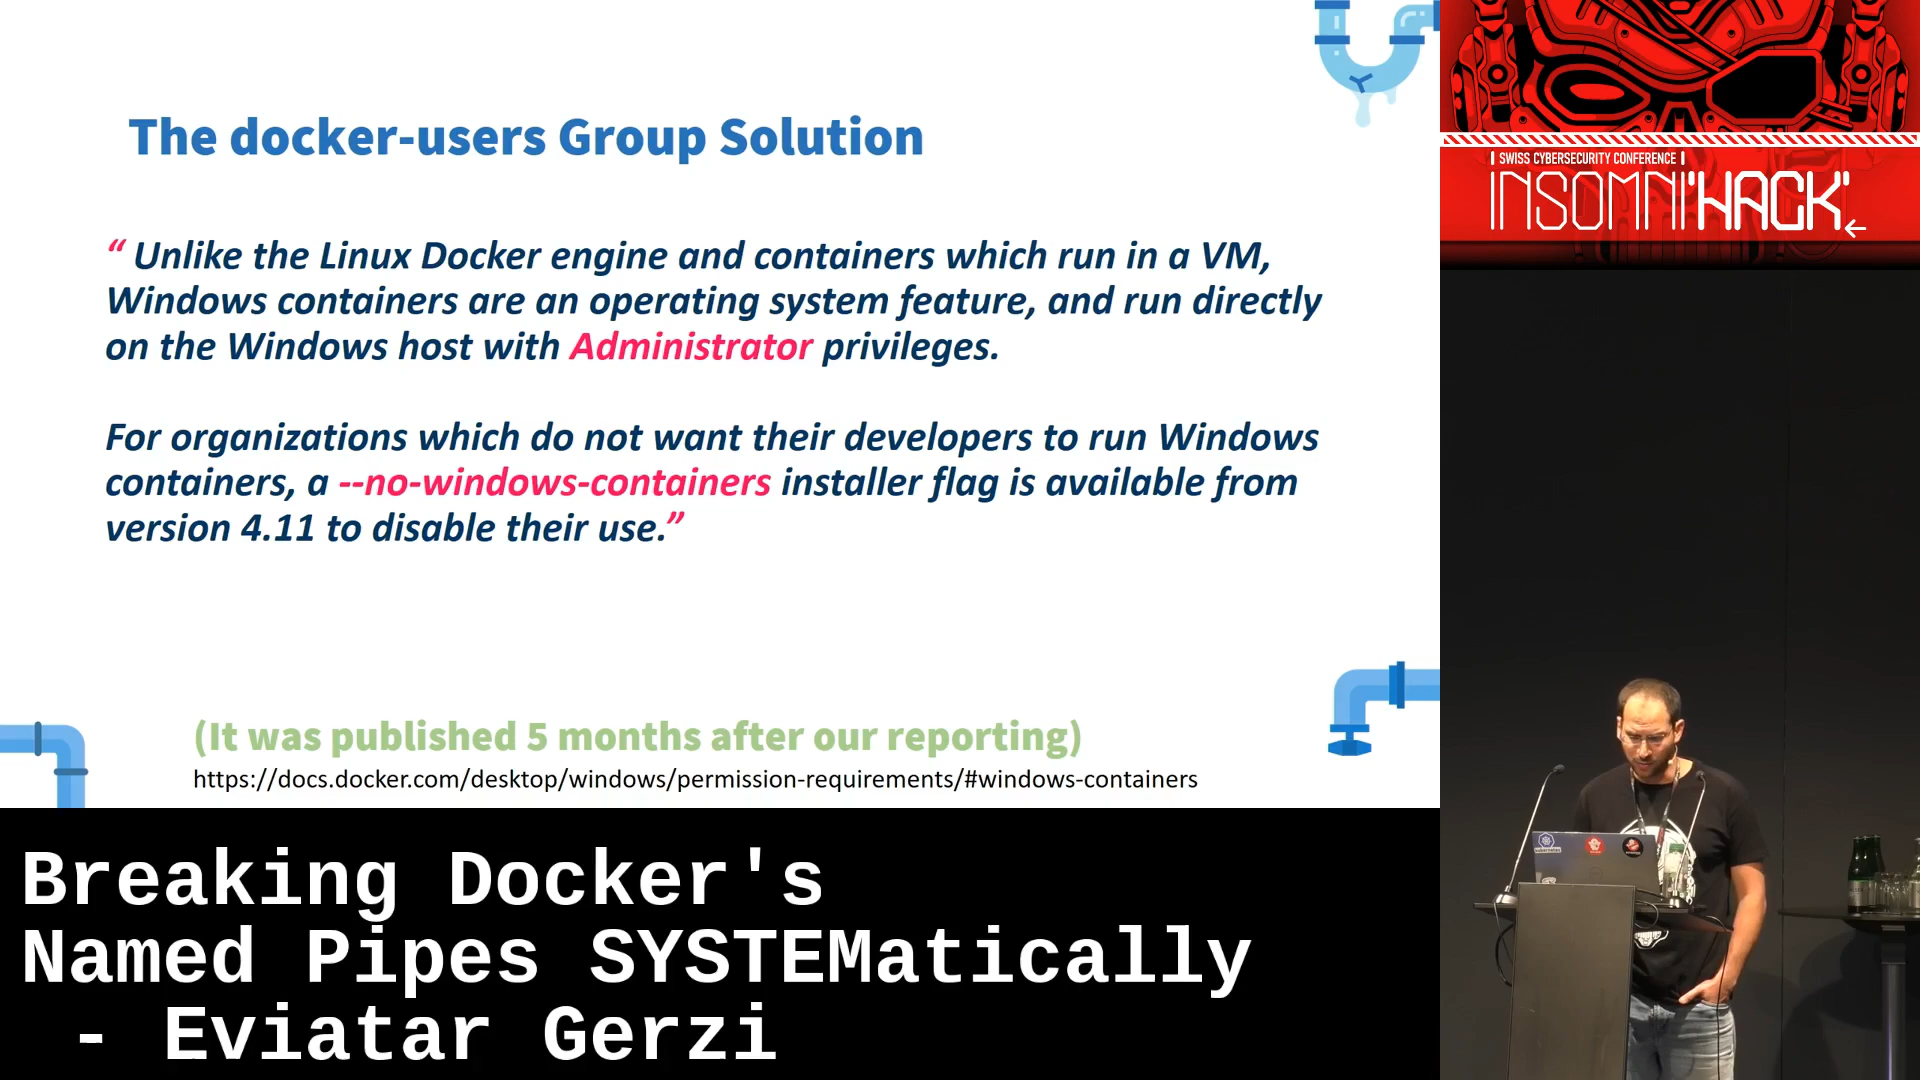 The docker-users Group Solution
“ Unlike the Linux Docker engine and containers which run in a VM,
Windows containers are an operating system feature, and run directly
on the Windows host with Administrator privileges.
For organizations which do not want their developers to run Windows
containers, a --no-windows-containers installer flag is available from
version 4.11 to disable their use.”
(It was published 5 months after our reporting)
https://docs.docker.com/desktop/windows/permission-requirements/#windows-containers
SWISS CYBERSECURITY CONFERENCE
INSOMNI'HACK
Breaking Docker's
Named Pipes SYSTEMatically
- Eviatar Gerzi